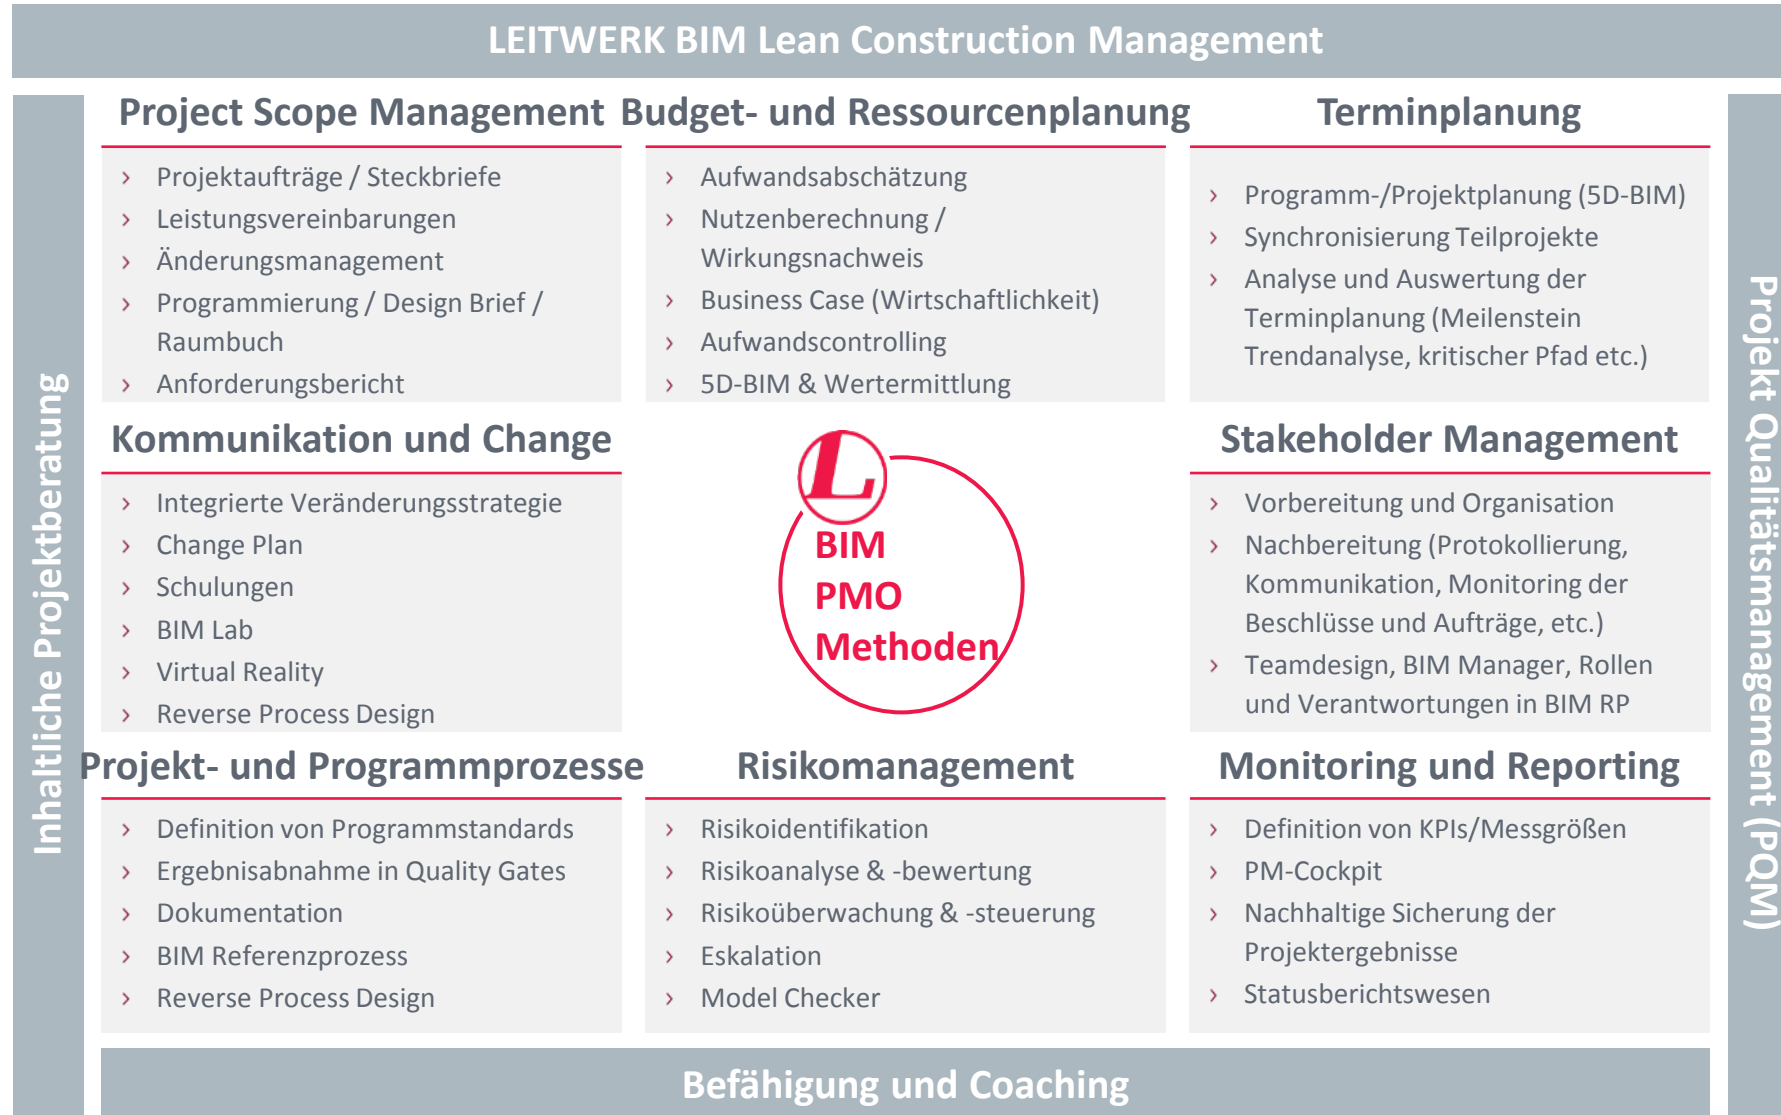 LEITWERK BIM Lean Construction Management
Inhaltliche Projektberatung
Project Scope Management
› Projektaufträge / Steckbriefe
› Leistungsvereinbarungen
› Änderungsmanagement
› Programmierung / Design Brief /
Raumbuch
› Anforderungsbericht
Budget- und Ressourcenplanung
› Aufwandsabschätzung
› Nutzenberechnung /
Wirkungsnachweis
› Business Case (Wirtschaftlichkeit)
› Aufwandscontrolling
› 5D-BIM & Wertermittlung
Terminplanung
› Programm-/Projektplanung (5D-BIM)
› Synchronisierung Teilprojekte
› Analyse und Auswertung der
Terminplanung (Meilenstein
Trendanalyse, kritischer Pfad etc.)
Kommunikation und Change
› Integrierte Veränderungsstrategie
› Change Plan
› Schulungen
› BIM Lab
› Virtual Reality
› Reverse Process Design
L
BIM
PMO
Methoden
Stakeholder Management
› Vorbereitung und Organisation
› Nachbereitung (Protokollierung,
Kommunikation, Monitoring der
Beschlüsse und Aufträge, etc.)
› Teamdesign, BIM Manager, Rollen
und Verantwortungen in BIM RP
Projekt- und Programmprozesse
› Definition von Programmstandards
› Ergebnisabnahme in Quality Gates
› Dokumentation
› BIM Referenzprozess
› Reverse Process Design
Risikomanagement
› Risikoidentifikation
› Risikoanalyse & -bewertung
› Risikoüberwachung & -steuerung
› Eskalation
› Model Checker
Monitoring und Reporting
› Definition von KPIs/Messgrößen
› PM-Cockpit
› Nachhaltige Sicherung der
Projektergebnisse
› Statusberichtswesen
Projekt Qualitätsmanagement (PQM)
Befähigung und Coaching